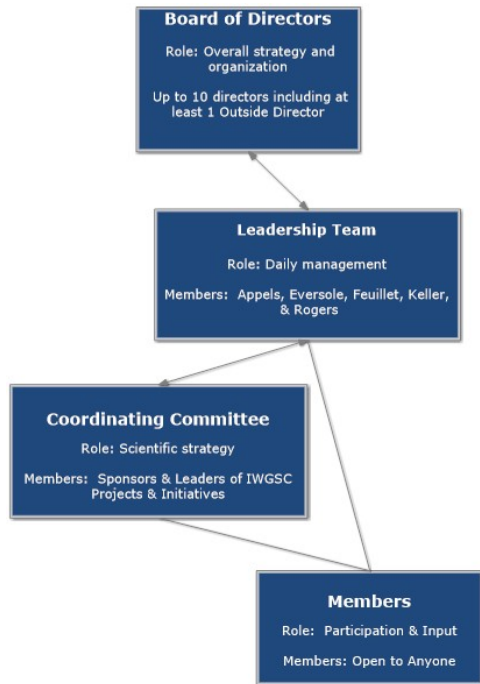 Board of Directors
Role: Overall strategy and
organization
Up to 10 directors including at
least 1 Outside Director
Leadership Team
Role: Daily management
Members: Appels, Eversole, Feuillet, Keller,
& Rogers
Coordinating Committee
Role: Scientific strategy
Members: Sponsors & Leaders of IWGSC
Projects & Initiatives
Members
Role: Participation & Input
Members: Open to Anyone